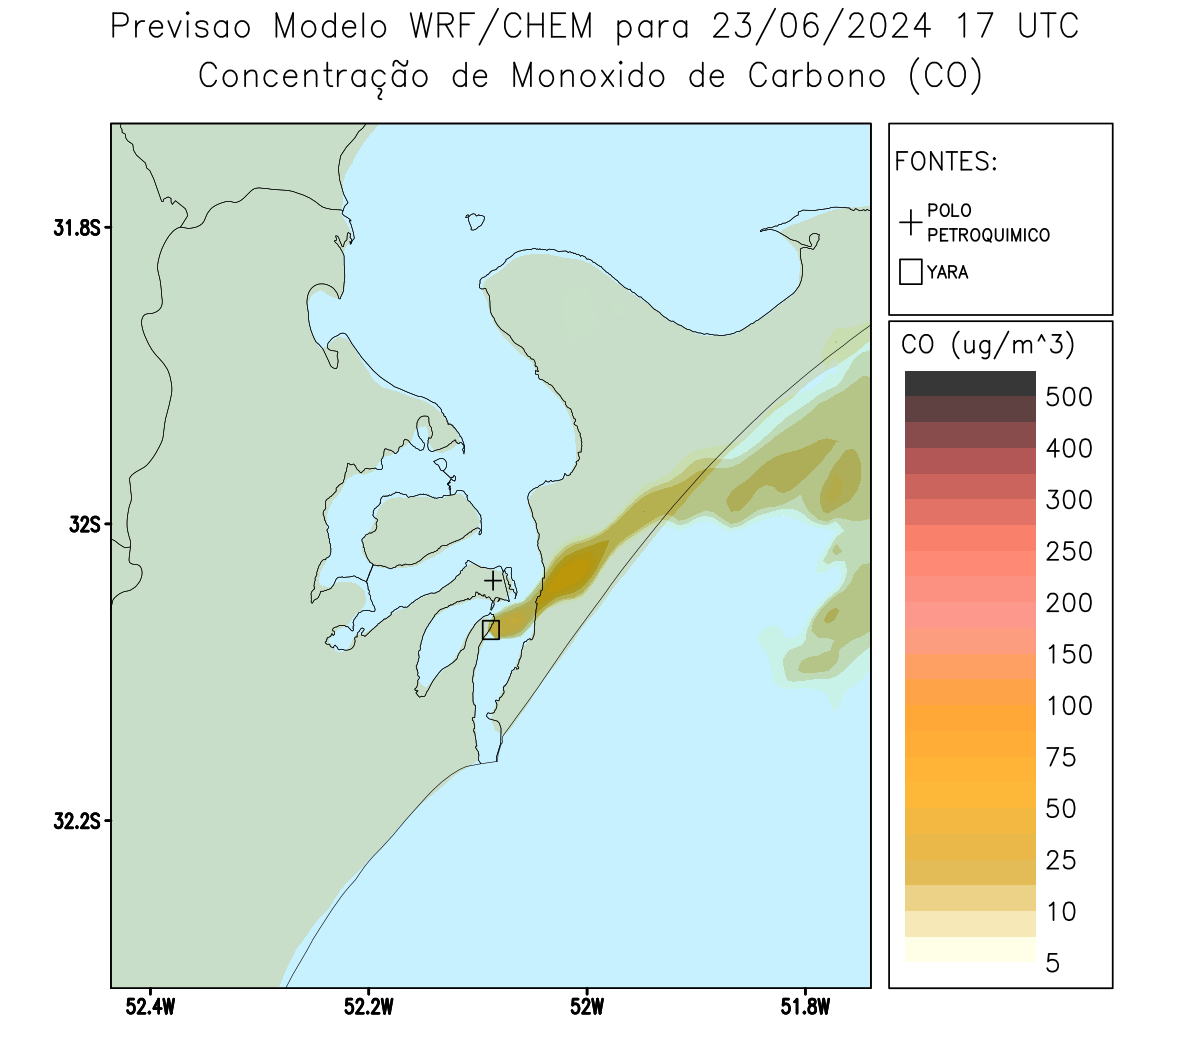 Previsao Modelo WRF/CHEM para 23/06/2024 17 UTC
Concentração de Monoxido de Carbono (CO)
FONTES:
POLO
PETROQUIMICO
YARA
CO (ug/m^3)
500
400
300
250
200
150
100
75
50
25
10
5
31.8S
32S
32.2S
52.4W
52.2W
52W
51.8W